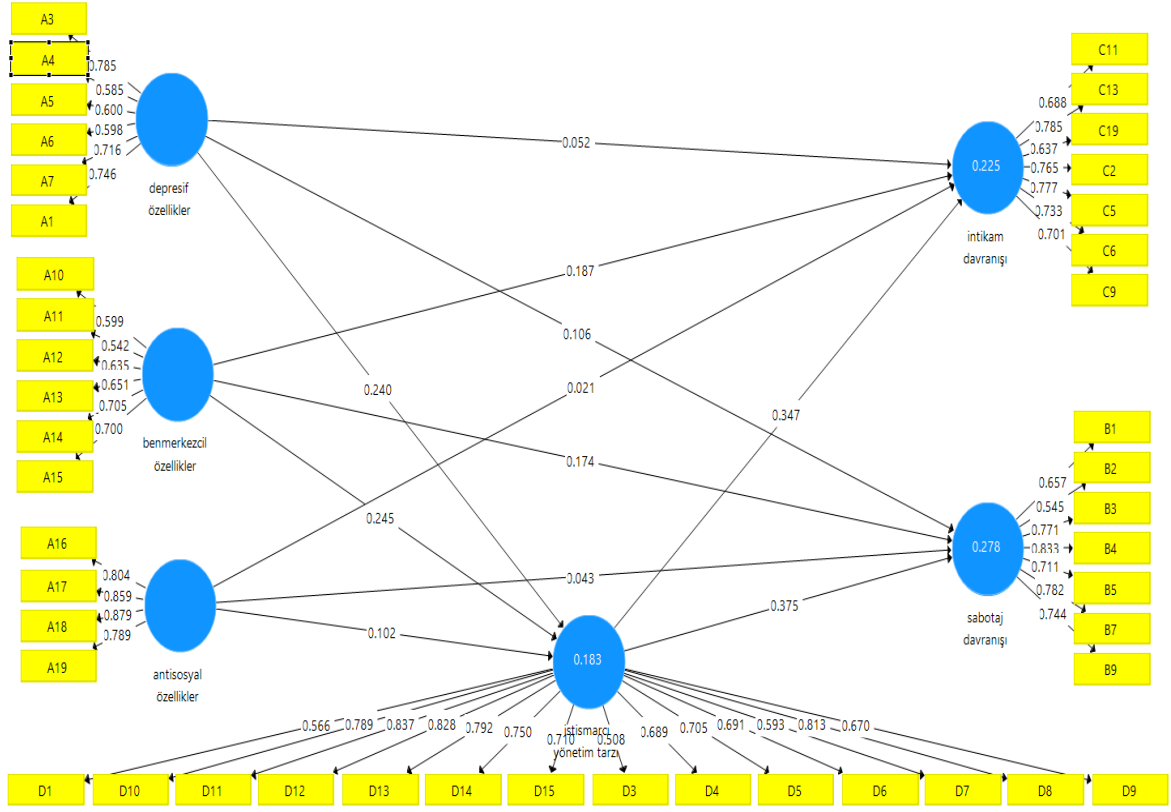 A3
A4
A5
A6
A7
A1
0.785
0.585
0.600
0.598
0.716
0.746
depresif
özellikler
A10
A11
A12
A13
A14
A15
0.599
0.542
0.635
0.651
0.705
0.700
benmerkezcil
özellikler
A16
A17
A18
A19
0.804
0.859
0.879
0.789
antisosyal
özellikler
0.052
0.187
0.106
0.021
0.240
0.347
0.174
0.245
0.043
0.375
0.102
0.225
intikam
davranışı
C11
C13
C19
C2
C5
C6
C9
0.688
0.785
0.637
0.765
0.777
0.733
0.701
0.278
sabotaj
davranışı
B1
B2
B3
B4
B5
B7
B9
0.657
0.545
0.771
0.833
0.711
0.782
0.744
0.183
istismarcı
yönetim tarzı
0.566
0.789
0.837
0.828
0.792
0.750
0.710
0.508
0.689
0.705
0.691
0.593
0.813
0.670
D1
D10
D11
D12
D13
D14
D15
D3
D4
D5
D6
D7
D8
D9